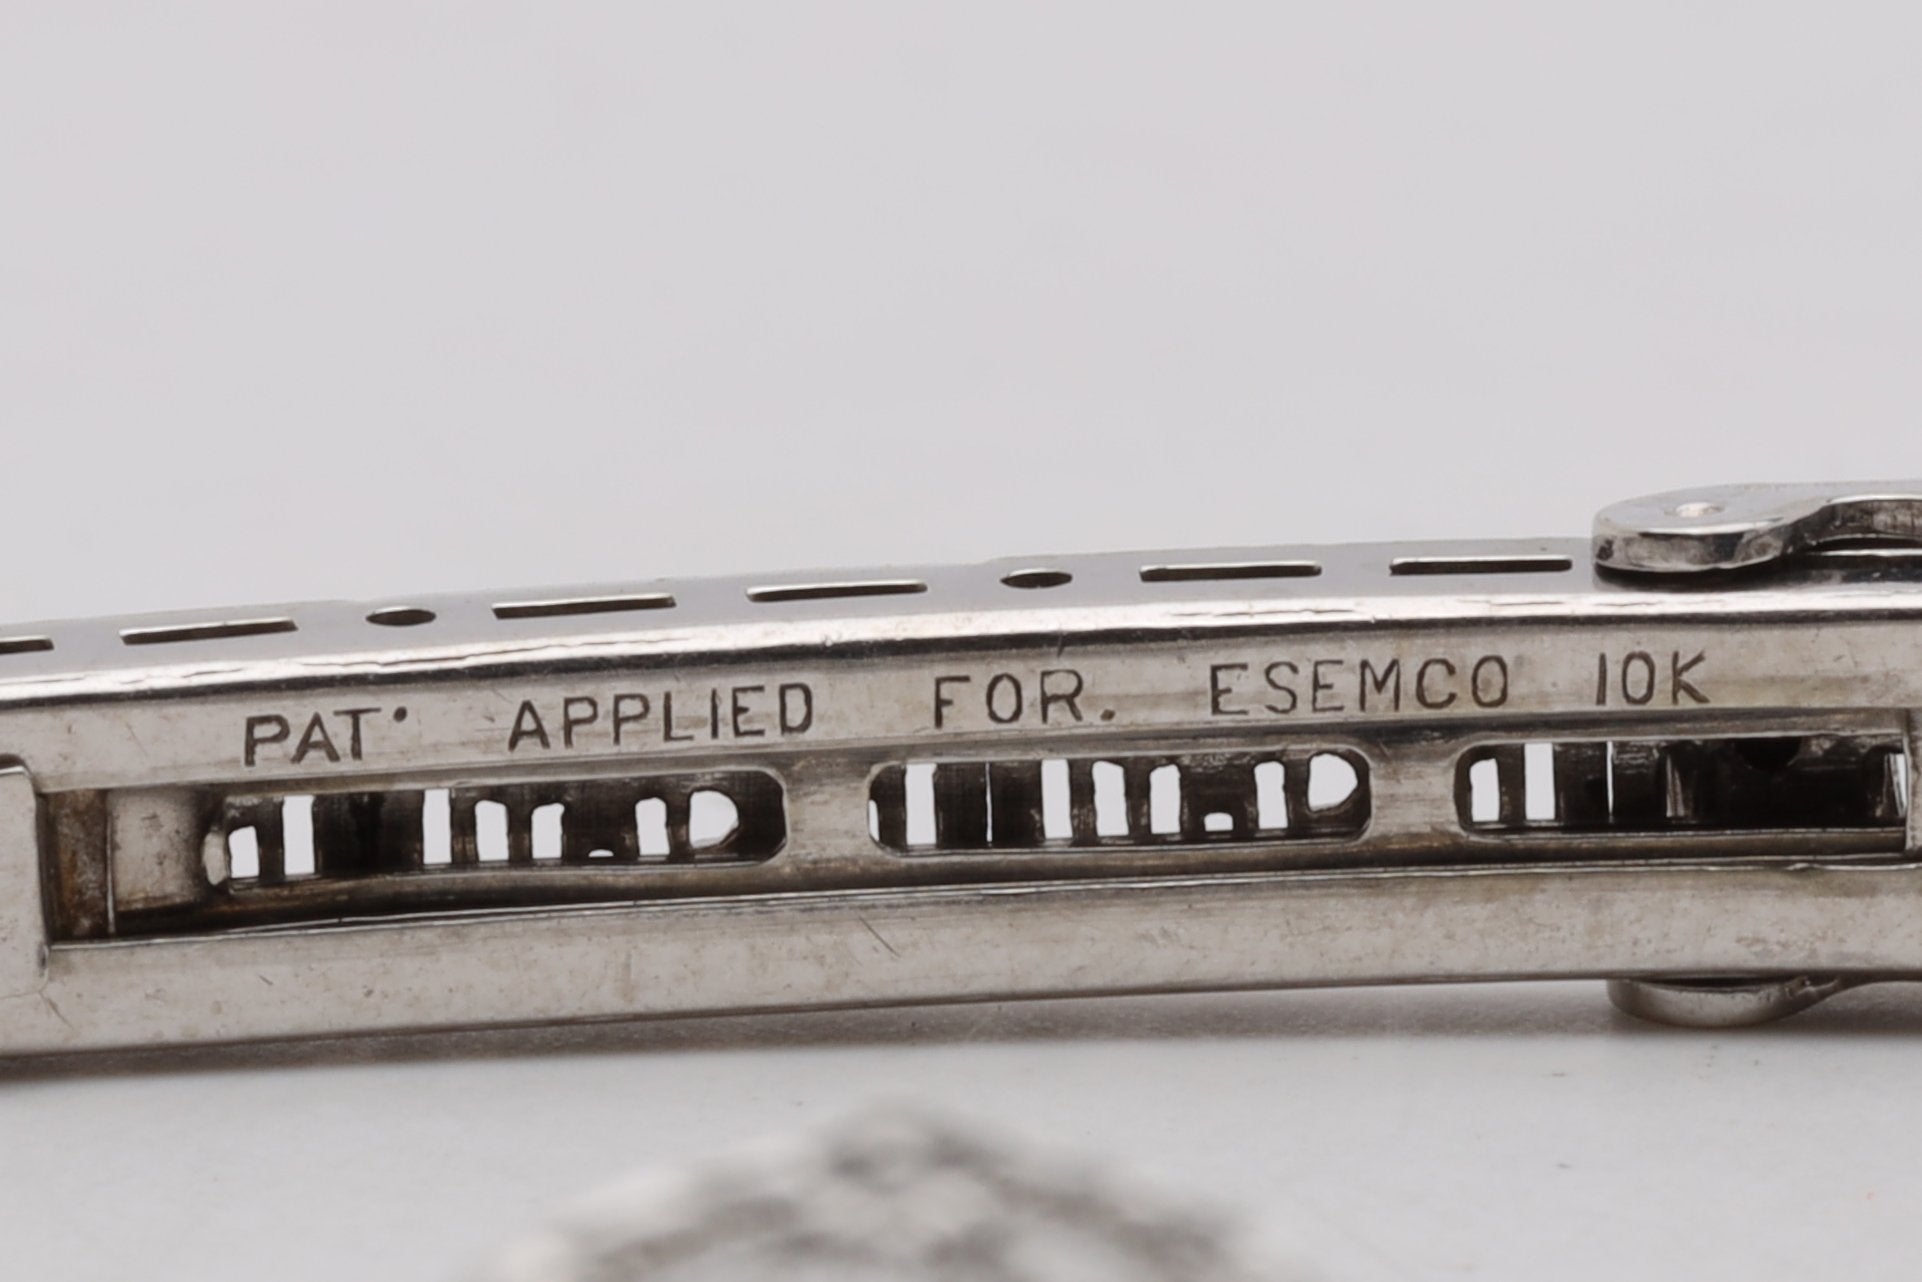 PAT. APPLIED FOR. ESEMCO 10K